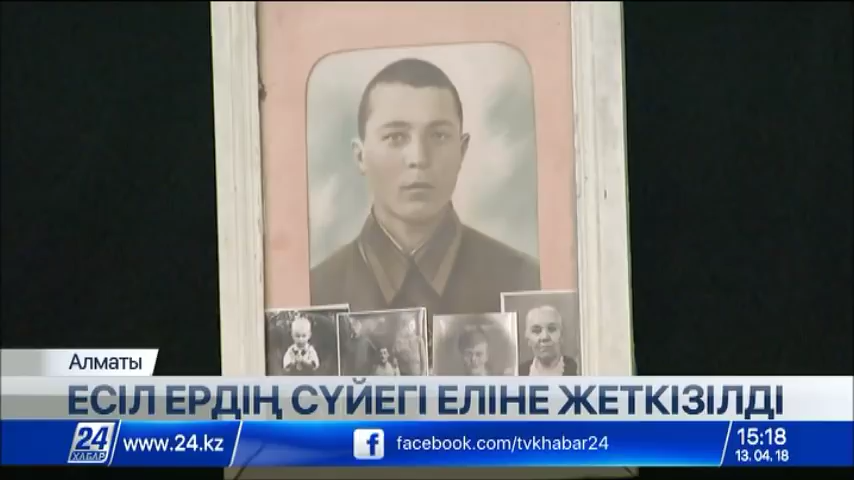 Алматы
ЕСІЛ ЕРДІҢ СҮЙЕГІ ЕЛІНЕ ЖЕТКІЗІЛДІ
24 ХАБАР www.24.kz facebook.com/tvkhabar24 15:18
13.04.18